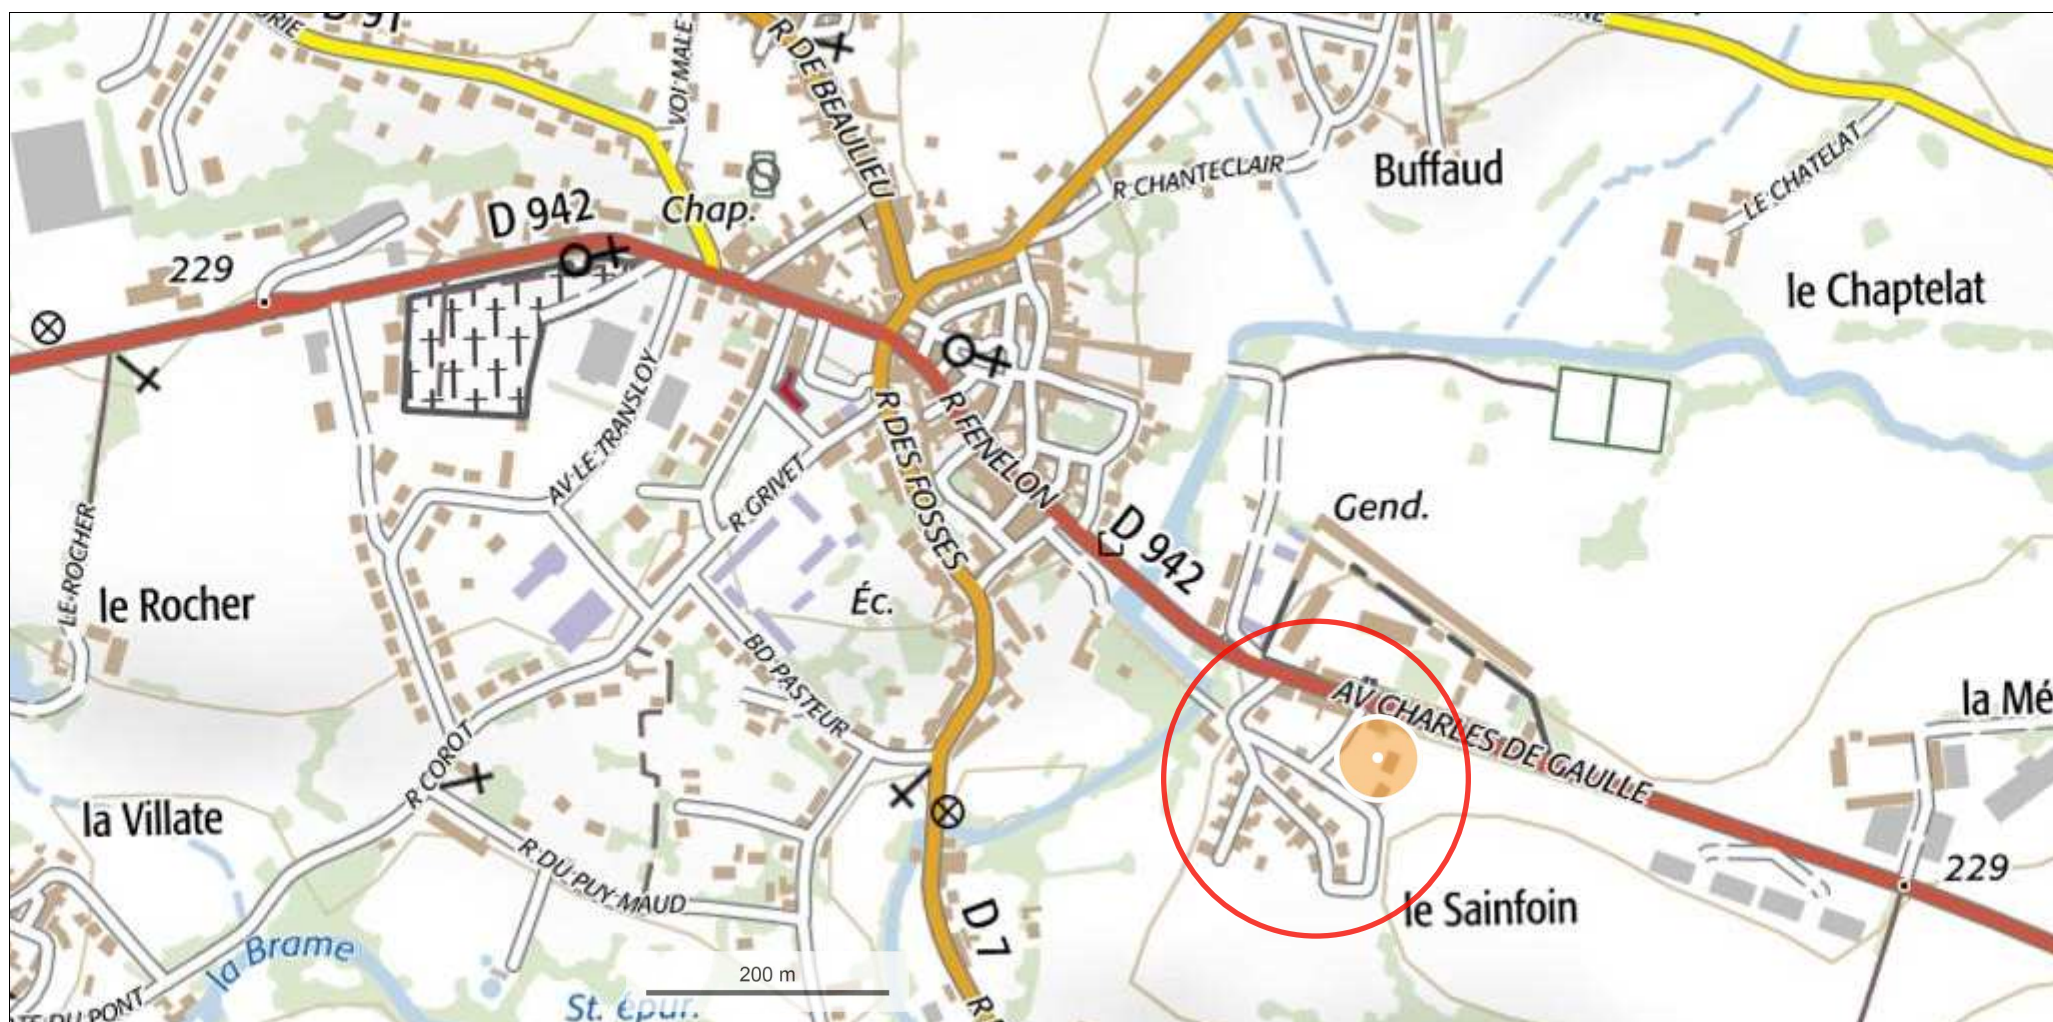 R DE BEAULIEU
VOI MALE
Buffaud
R CHANTECLAIR
LE CHATELAT
D 942
Chap.
229
le Chaptelat
AV LE TRANSLOY
R FENELON
R DES FOSSES
R GRIVET
Gend.
D 942
LE ROCHER
le Rocher
Éc.
BD PASTEUR
AV CHARLES DE GAULLE
la Mé
R COROT
la Villate
R DU PUY MAUD
229
le Sainfoin
D 7
la Brame
200 m
St. épur.
DU PONT